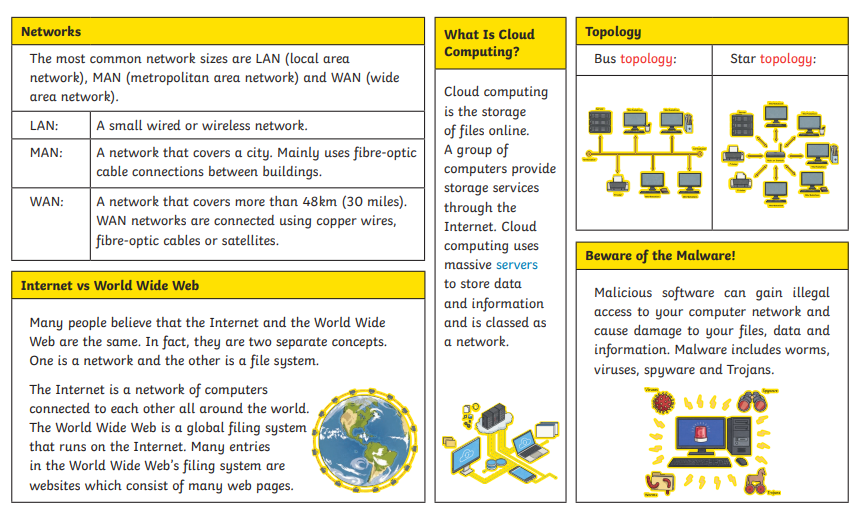 Networks
The most common network sizes are LAN (local area
network), MAN (metropolitan area network) and WAN (wide
area network).
LAN:
A small wired or wireless network.
MAN:
A network that covers a city. Mainly uses fibre-optic
cable connections between buildings.
WAN:
A network that covers more than 48km (30 miles).
WAN networks are connected using copper wires,
fibre-optic cables or satellites.
Internet vs World Wide Web
Many people believe that the Internet and the World Wide
Web are the same. In fact, they are two separate concepts.
One is a network and the other is a file system.
The Internet is a network of computers
connected to each other all around the world.
The World Wide Web is a global filing system
that runs on the Internet. Many entries
in the World Wide Web's filing system are
websites which consist of many web pages.
What Is Cloud
Computing?
Cloud computing
is the storage
of files online.
A group of
computers provide
storage services
through the
Internet. Cloud
computing uses
massive servers
to store data
and information
and is classed as
a network.
Topology
Bus topology:
Star topology:
Beware of the Malware!
Malicious software can gain illegal
access to your computer network and
cause damage to your files, data and
information. Malware includes worms,
viruses, spyware and Trojans.
Viruses
Spyware
Worms
Trojans